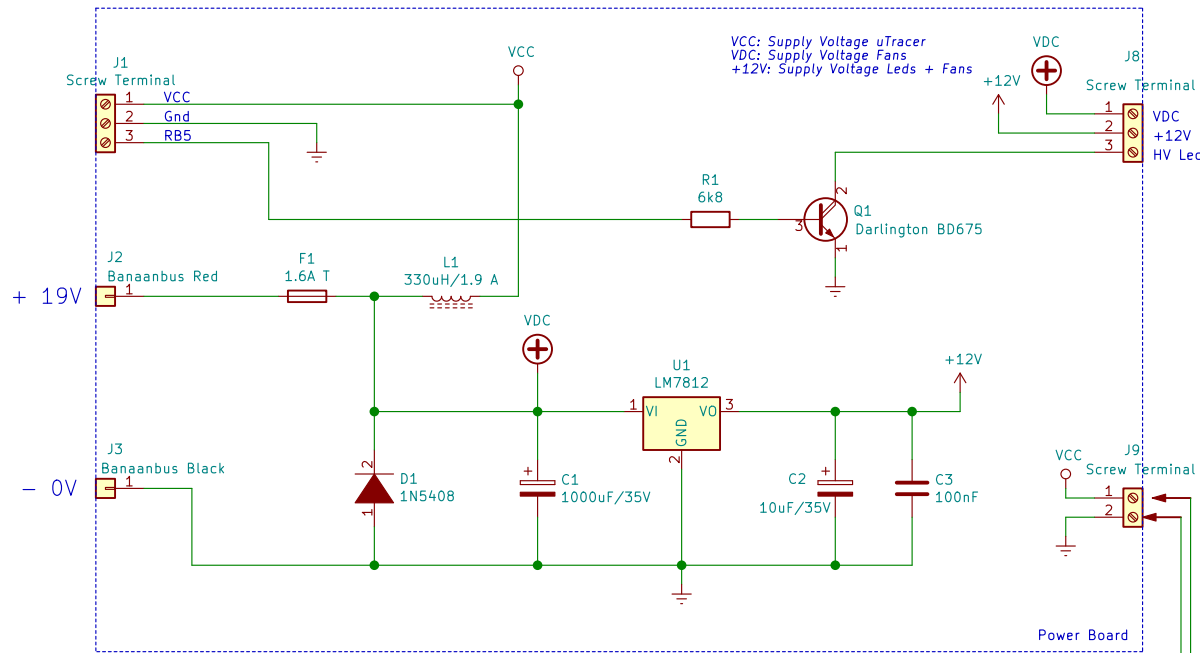 VCC: Supply Voltage uTracer
VDC: Supply Voltage Fans
+12V: Supply Voltage Leds + Fans
J1
Screw Terminal
1
VCC
2
Gnd
3
RB5
VCC
VDC
+12V
J8
Screw Terminal
1
VDC
2
+12V
3
HV Led
R1
6k8
3
2
1
Q1
Darlington BD675
J2
Banaanbus Red
+ 19V
1
F1
1.6A T
L1
330uH/1.9 A
VDC
U1
LM7812
1
VI
VO
3
GND
2
+12V
J3
Banaanbus Black
- 0V
1
2
D1
1N5408
1
+
C1
1000uF/35V
+
C2
10uF/35V
C3
100nF
VCC
J9
Screw Terminal
1
2
Power Board